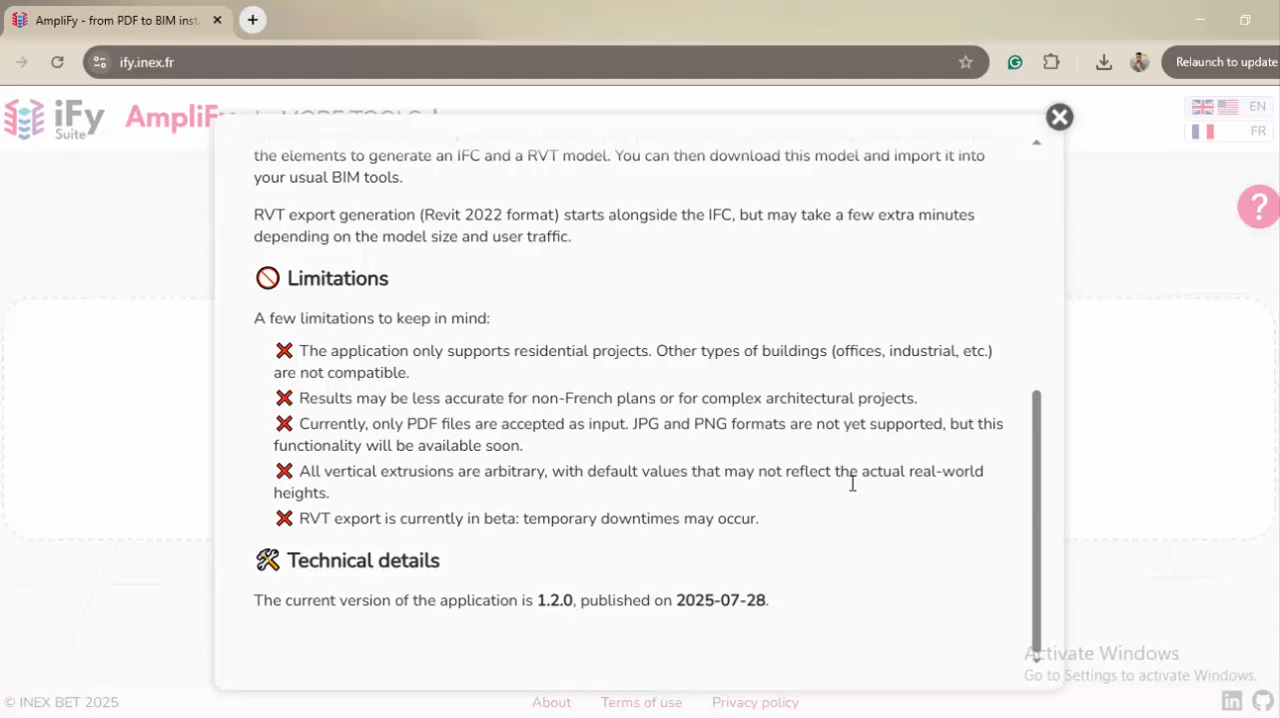 AmpliFy - from PDF to BIM inst
ify.inex.fr
Relaunch to update
iFy
Suite
AmpliFy
MORE TOOLS
EN
FR
?
the elements to generate an IFC and a RVT model. You can then download this model and import it into
your usual BIM tools.
RVT export generation (Revit 2022 format) starts alongside the IFC, but may take a few extra minutes
depending on the model size and user traffic.
🚫 Limitations
A few limitations to keep in mind:
❌ The application only supports residential projects. Other types of buildings (offices, industrial, etc.)
are not compatible.
❌ Results may be less accurate for non-French plans or for complex architectural projects.
❌ Currently, only PDF files are accepted as input. JPG and PNG formats are not yet supported, but this
functionality will be available soon.
❌ All vertical extrusions are arbitrary, with default values that may not reflect the actual real-world
heights.
❌ RVT export is currently in beta: temporary downtimes may occur.
🛠 Technical details
The current version of the application is 1.2.0, published on 2025-07-28.
Activate Windows
Go to Settings to activate Windows.
© INEX BET 2025
About
Terms of use
Privacy policy